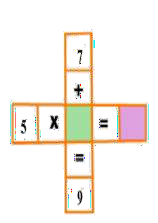 7
+
5 x =
=
9